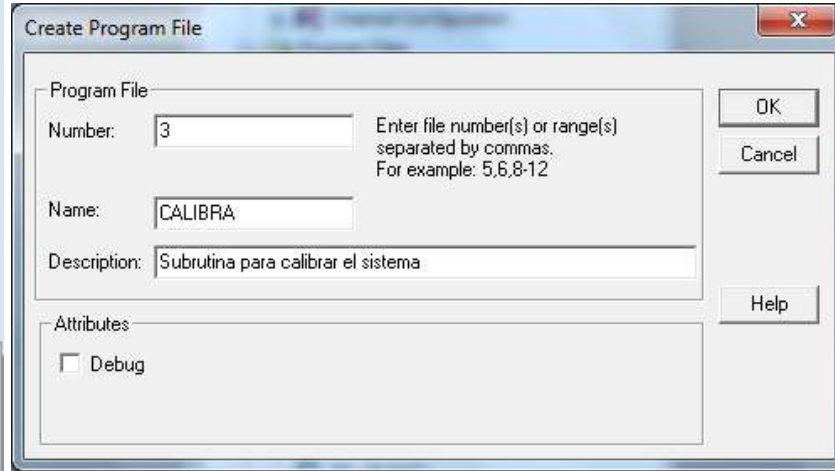 Create Program File
Program File
Number:
3
Enter file number(s) or range(s)
separated by commas.
For example: 5,6,8-12
Name:
CALIBRA
Description:
Subrutina para calibrar el sistema
Attributes
Debug
OK
Cancel
Help